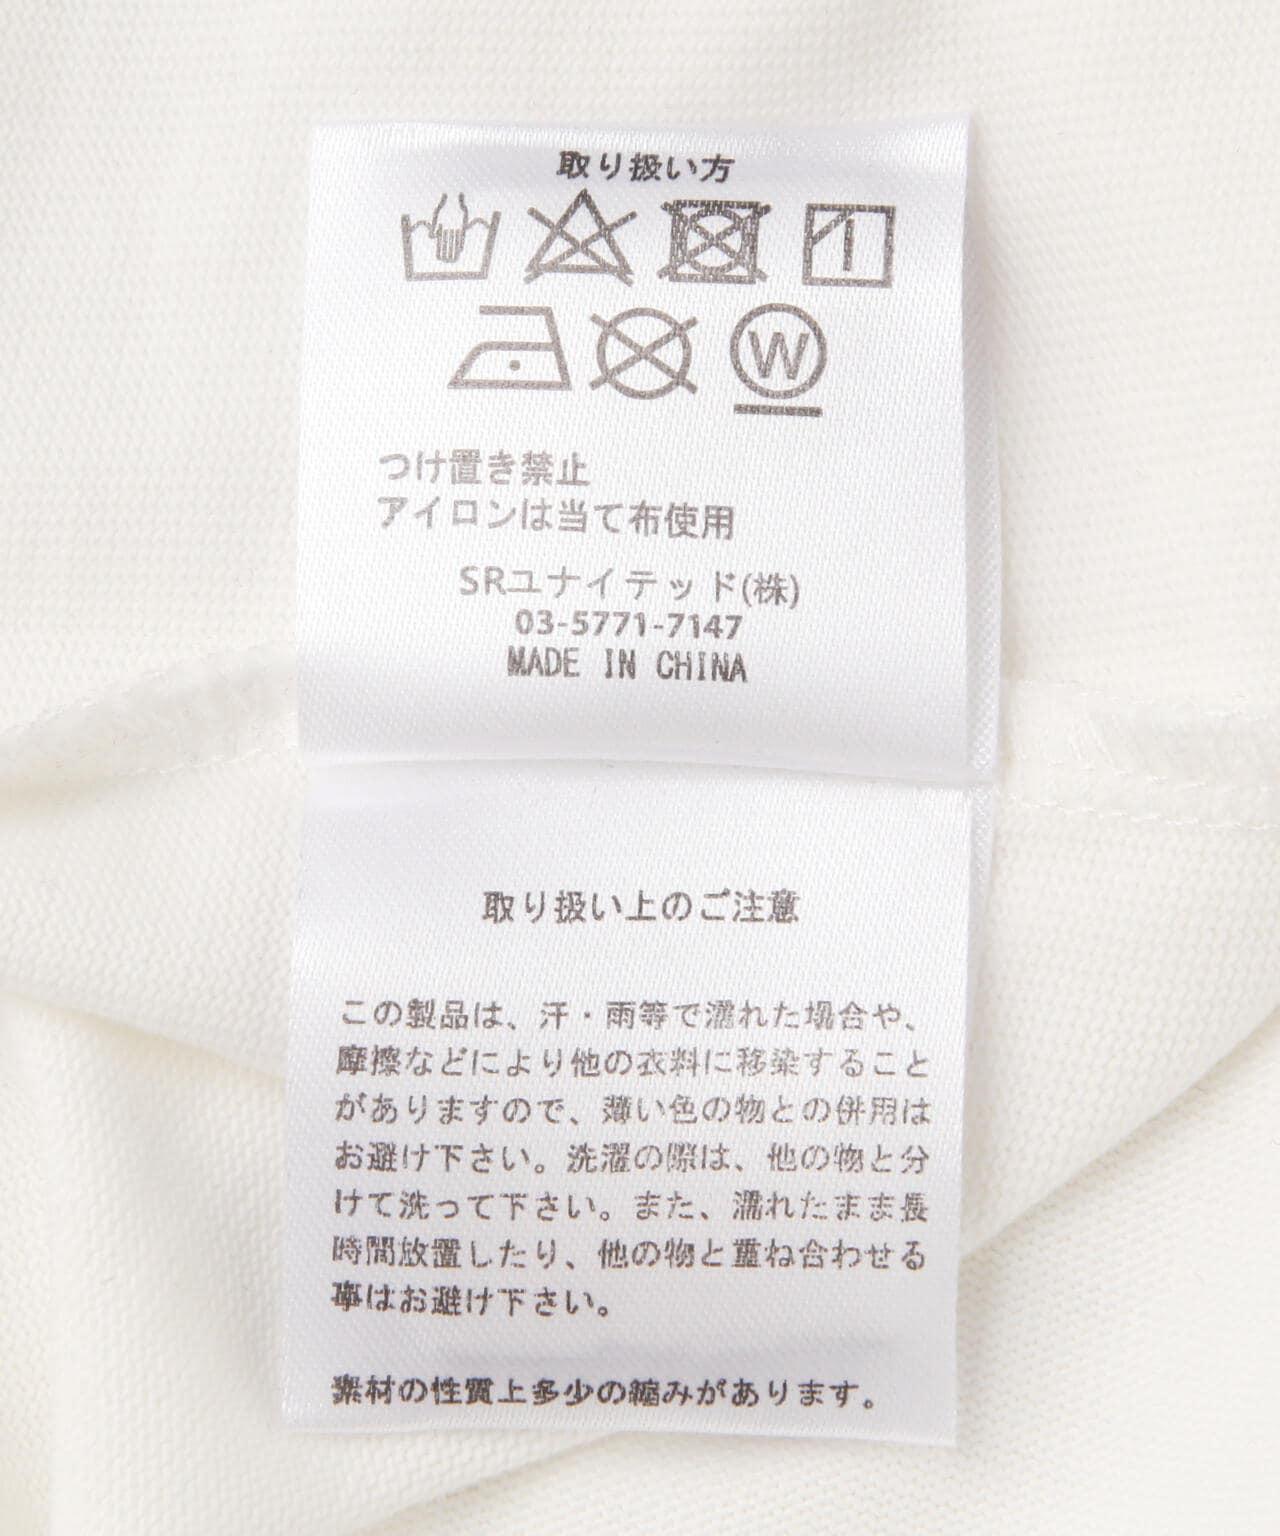 取り扱い方
W
つけ置き禁止
アイロンは当て布使用
SRユナイテッド(株)
03-5771-7147
MADE IN CHINA
取り扱い上のご注意
この製品は、汗・雨等で濡れた場合や、
摩擦などにより他の衣料に移染すること
がありますので、薄い色の物との併用は
お避け下さい。洗濯の際は、他の物と分
けて洗って下さい。また、濡れたまま長
時間放置したり、他の物と重ね合わせる
事はお避け下さい。
素材の性質上多少の縮みがあります。